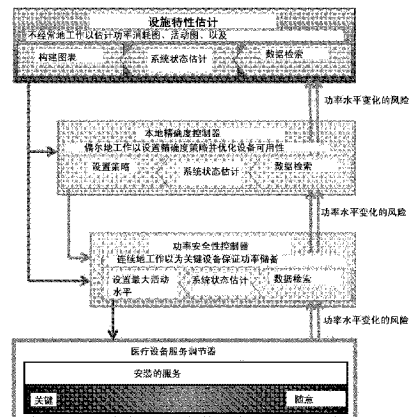 设施特性估计
不经常地工作以估计功率消耗图、活动图、以及
构建图表
系统状态估计
数据检索
功率水平变化的风险
本地精确度控制器
偶尔地工作以设置精确度策略并优化设备可用性
设置策略
系统状态估计
数据检索
功率水平变化的风险
功率安全性控制器
连续地工作以为关键设备保证功率储备
设置最大活动
水平
系统状态估计
数据检索
功率水平变化的风险
医疗设备服务调节器
安装的服务
关键
随意